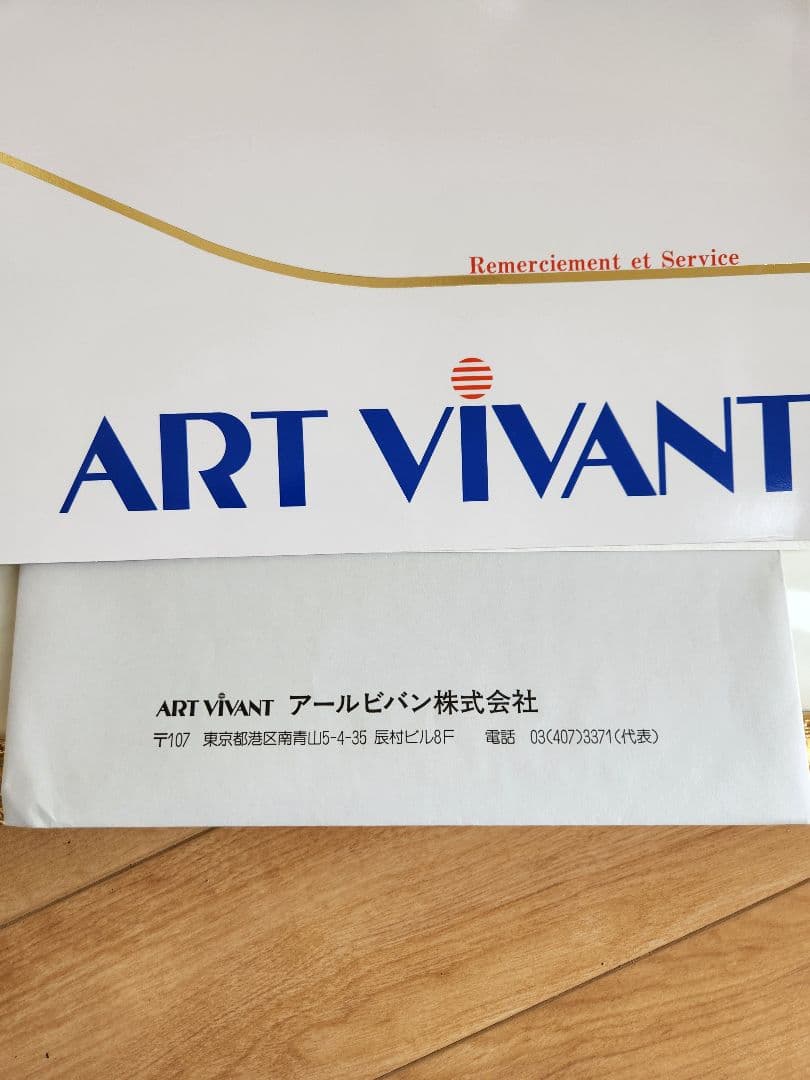 Remerciement et Service
ART ViVANT
ART ViVANT アールビバン株式会社
〒107 東京都港区南青山5-4-35 辰村ビル8F 電話 03(407)3371(代表)